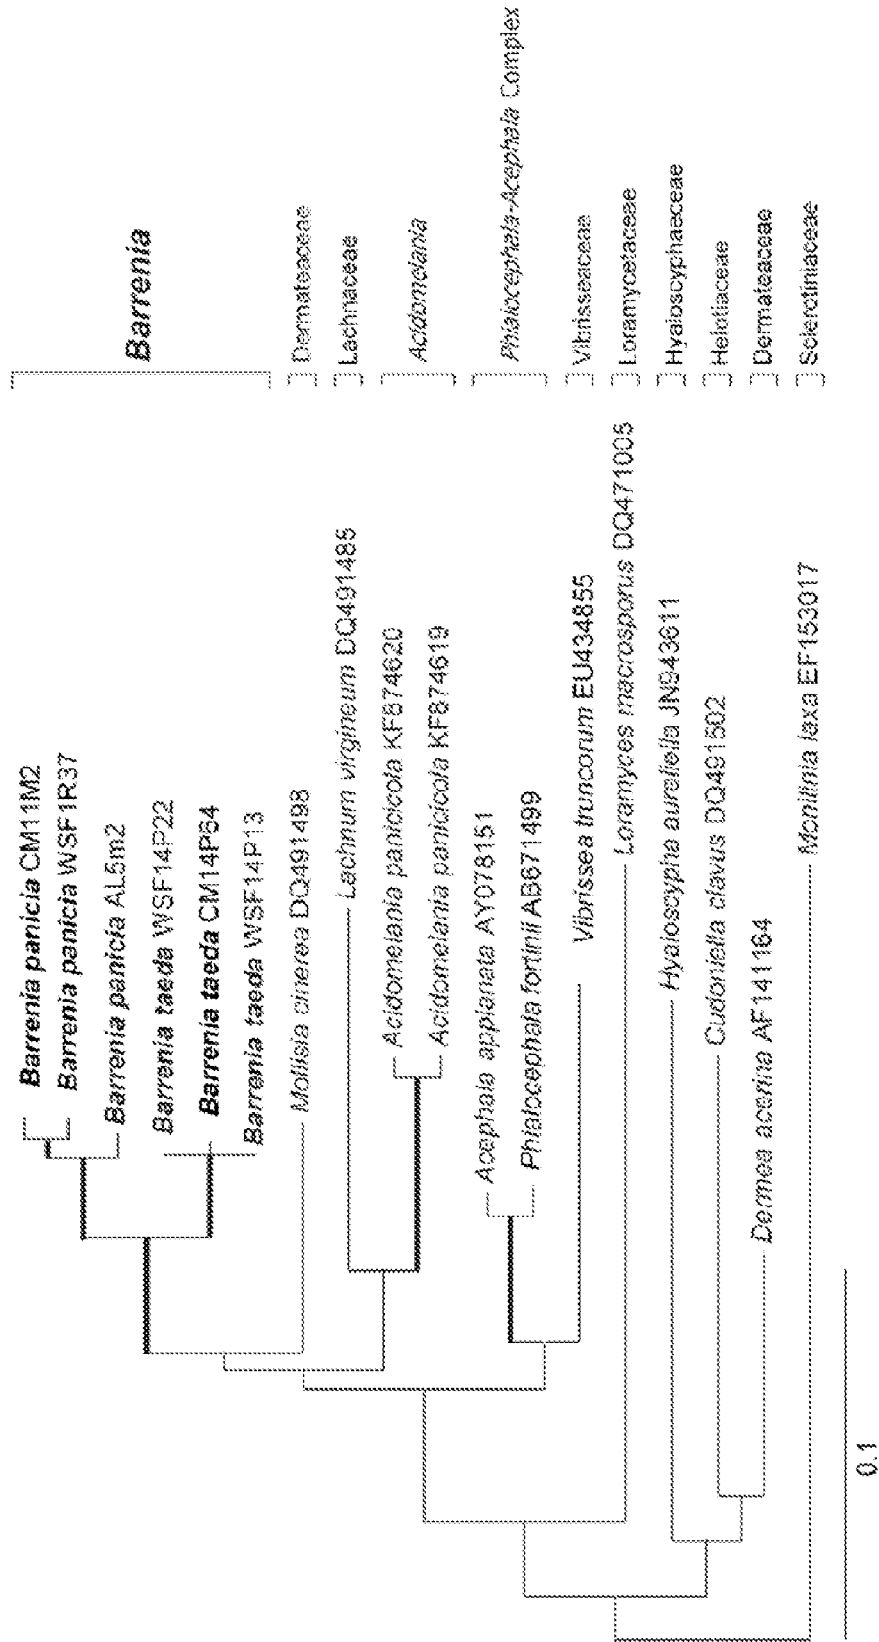 Barrenia panicia CM11M2
Barrenia panicia WSF1R37
Barrenia panicia AL5m2
Barrenia taeda WSF14P22
Barrenia taeda CM14P64
Barrenia taeda WSF14P13
Mollisia cinerea DQ491498
Lachnum virgineum DQ491485
Acidomelania panicicola KF874620
Acidomelania panicicola KF874619
Acephala applanata AY078151
Phialocephala fortinii AB671499
Vibrissea truncorum EU434855
Loramyces macrosporus DQ471005
Hyaloscypha aureliella JN943611
Cudoniella clavus DQ491502
Dermea acerina AF141164
Monilinia laxa EF153017
Barrenia
Dermateaceae
Lachnaceae
Acidomelania
Phialocephala-Acephala Complex
Vibrisseaceae
Loramycetaceae
Hyaloscyphaeceae
Helotiaceae
Dermateaceae
Sclerotiniaceae
0.1